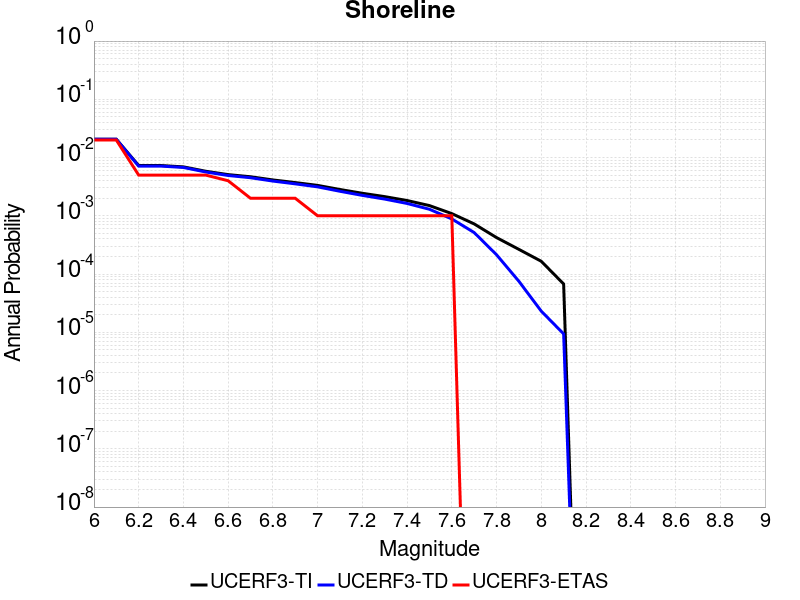 Shoreline
10^0
10^-1
10^-2
10^-3
10^-4
10^-5
10^-6
10^-7
10^-8
Annual Probability
6 6.2 6.4 6.6 6.8 7 7.2 7.4 7.6 7.8 8 8.2 8.4 8.6 8.8 9
Magnitude
UCERF3-TI UCERF3-TD UCERF3-ETAS